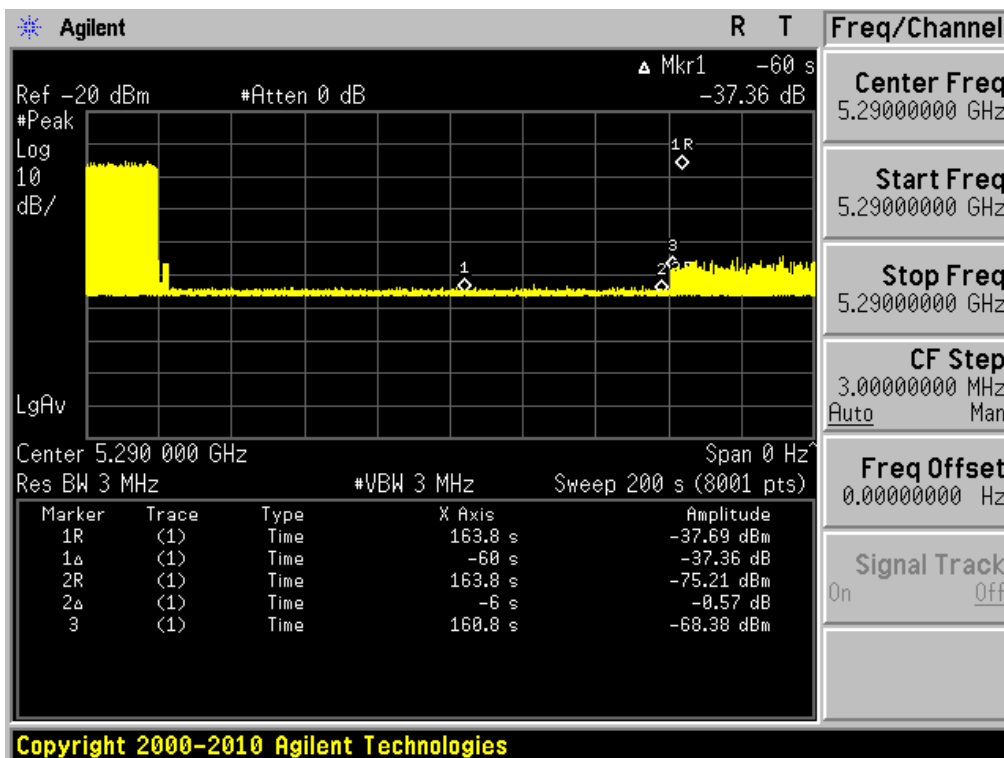 Agilent R T Freq/Channel
Δ Mkr1 −60 s
Ref −20 dBm #Atten 0 dB −37.36 dB
#Peak
Log
10
dB/
1R
3
1
2
LgAv
Center 5.290 000 GHz Span 0 Hz^
Res BW 3 MHz #VBW 3 MHz Sweep 200 s (8001 pts)
Marker Trace Type X Axis Amplitude
1R (1) Time 163.8 s −37.69 dBm
1Δ (1) Time −60 s −37.36 dB
2R (1) Time 163.8 s −75.21 dBm
2Δ (1) Time −6 s −0.57 dB
3 (1) Time 160.8 s −68.38 dBm
Center Freq
5.29000000 GHz
Start Freq
5.29000000 GHz
Stop Freq
5.29000000 GHz
CF Step
3.00000000 MHz
Auto Man
Freq Offset
0.00000000 Hz
Signal Track
On Off
Copyright 2000−2010 Agilent Technologies